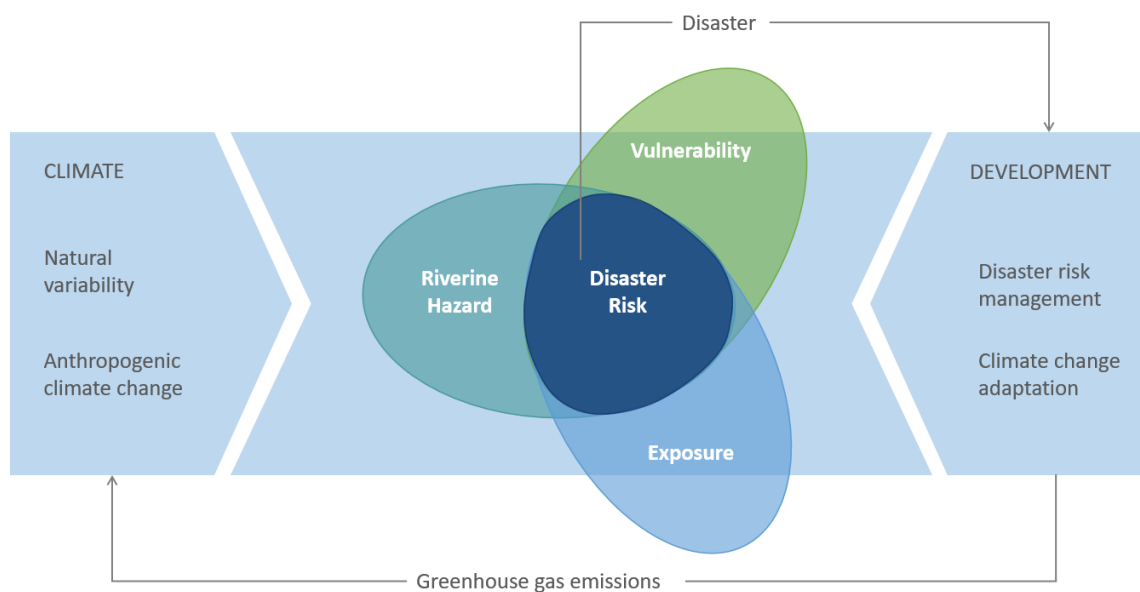 Disaster
CLIMATE
Natural
variability
Anthropogenic
climate change
Vulnerability
Riverine
Hazard
Disaster
Risk
Exposure
DEVELOPMENT
Disaster risk
management
Climate change
adaptation
Greenhouse gas emissions